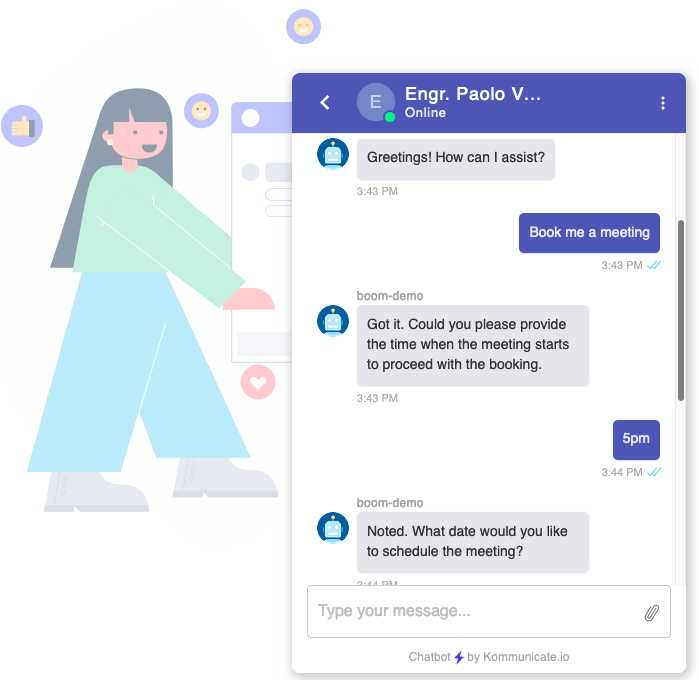 E
Engr. Paolo V...
Online
Greetings! How can I assist?
3:43 PM
Book me a meeting
3:43 PM
boom-demo
Got it. Could you please provide
the time when the meeting starts
to proceed with the booking.
3:43 PM
5pm
3:44 PM
boom-demo
Noted. What date would you like
to schedule the meeting?
3:44 PM
Type your message...
Chatbot by Kommunicate.io